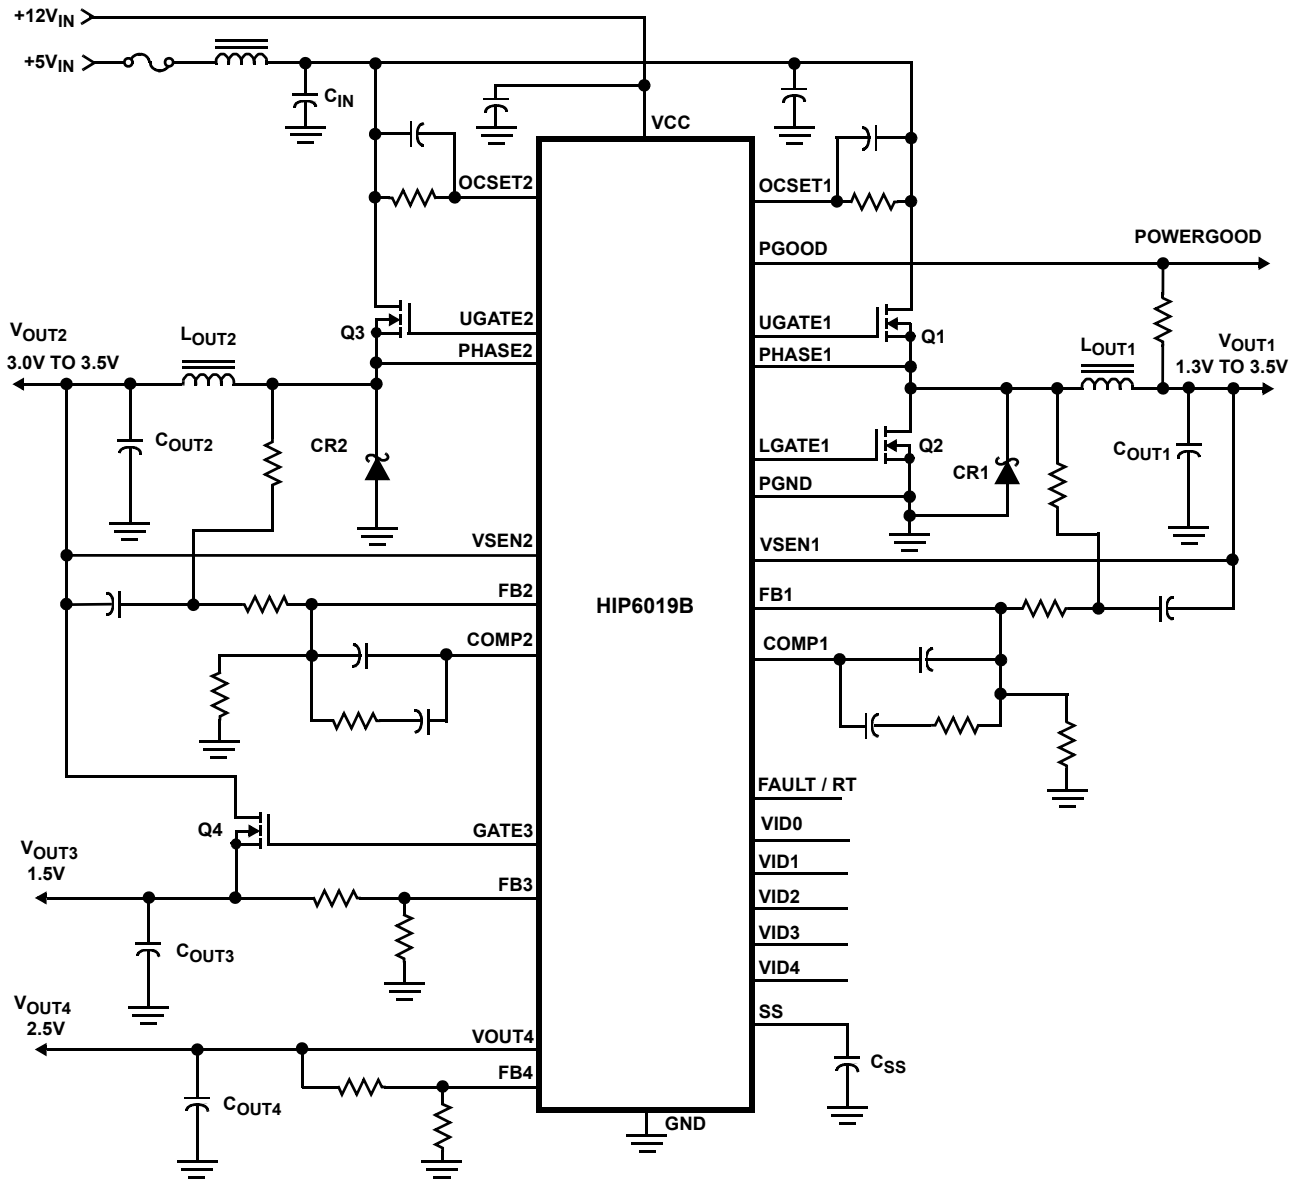 +12VIN
+5VIN
CIN
VCC
OCSET2
OCSET1
PGOOD
POWERGOOD
VOUT2
3.0V TO 3.5V
LOUT2
Q3
UGATE2
PHASE2
UGATE1
PHASE1
Q1
LOUT1
VOUT1
1.3V TO 3.5V
COUT2
CR2
LGATE1
Q2
PGND
CR1
COUT1
VSEN2
VSEN1
FB2
HIP6019B
FB1
COMP2
COMP1
FAULT / RT
Q4
GATE3
VID0
VOUT3
1.5V
FB3
VID1
VID2
COUT3
VID3
VID4
VOUT4
2.5V
VOUT4
SS
FB4
CSS
COUT4
GND